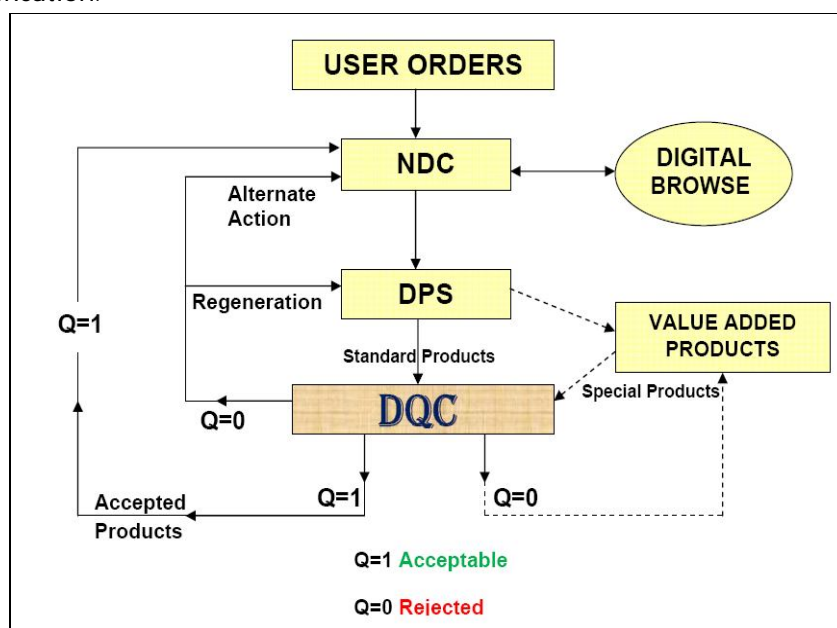 USER ORDERS
NDC
DIGITAL
BROWSE
Alternate
Action
Regeneration
DPS
Q=1
VALUE ADDED
PRODUCTS
Standard Products
Special Products
DQC
Q=0
Q=1
Q=0
Accepted
Products
Q=1 Acceptable
Q=0 Rejected